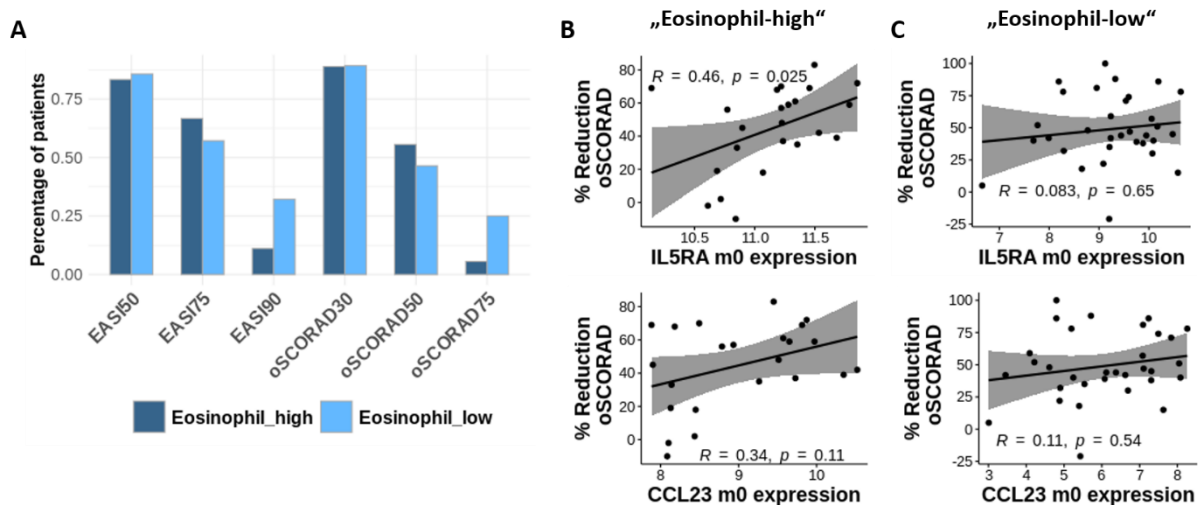 A
Percentage of patients
0.75
0.50
0.25
0.00
EASI50
EASI75
EASI90
oSCORAD30
oSCORAD50
oSCORAD75
Eosinophil_high
Eosinophil_low
B
„Eosinophil-high“
% Reduction
oSCORAD
80
60
40
20
0
R = 0.46, p = 0.025
10.5
11.0
11.5
IL5RA m0 expression
% Reduction
oSCORAD
80
60
40
20
0
R = 0.34, p = 0.11
8
9
10
CCL23 m0 expression
C
„Eosinophil-low“
% Reduction
oSCORAD
100
75
50
25
0
-25
R = 0.083, p = 0.65
7
8
9
10
IL5RA m0 expression
% Reduction
oSCORAD
100
75
50
25
0
-25
R = 0.11, p = 0.54
3
4
5
6
7
8
CCL23 m0 expression